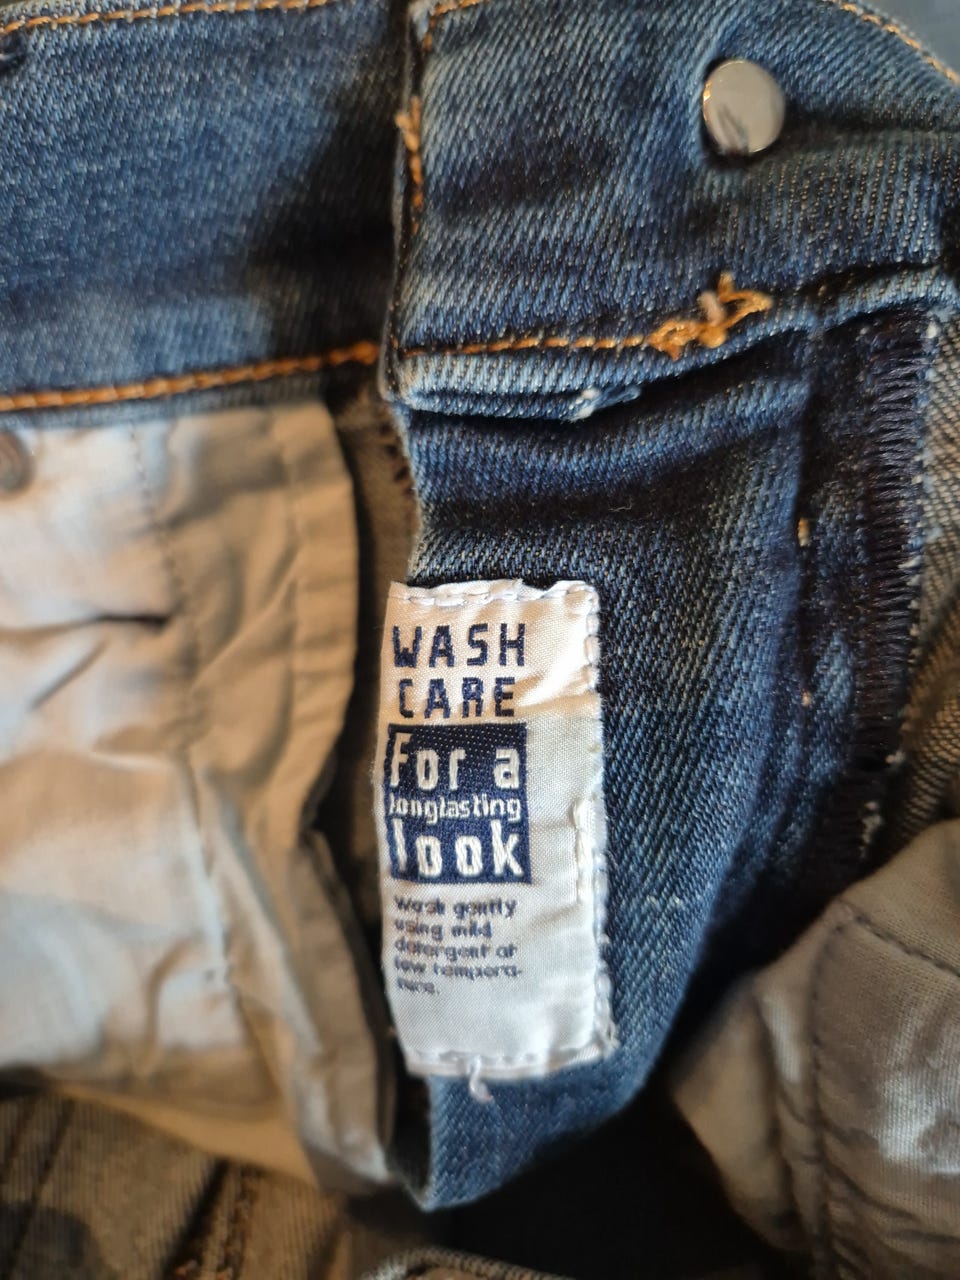 WASH
CARE
For a
longlasting
look
Wash gently
using mild
detergent at
low tempera-
ture.